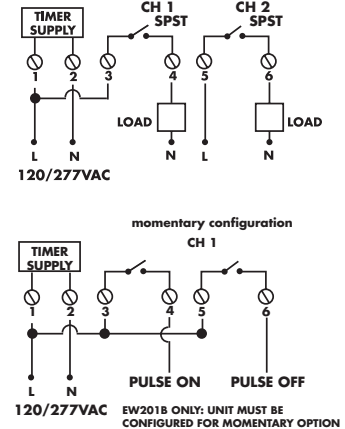 CH 1 CH 2
TIMER SPST SPST
SUPPLY
1 2 3 4 5 6
LOAD LOAD
L N N L N
120/277VAC
momentary configuration
CH 1
TIMER
SUPPLY
1 2 3 4 5 6
L N PULSE ON PULSE OFF
120/277VAC EW201B ONLY: UNIT MUST BE
CONFIGURED FOR MOMENTARY OPTION